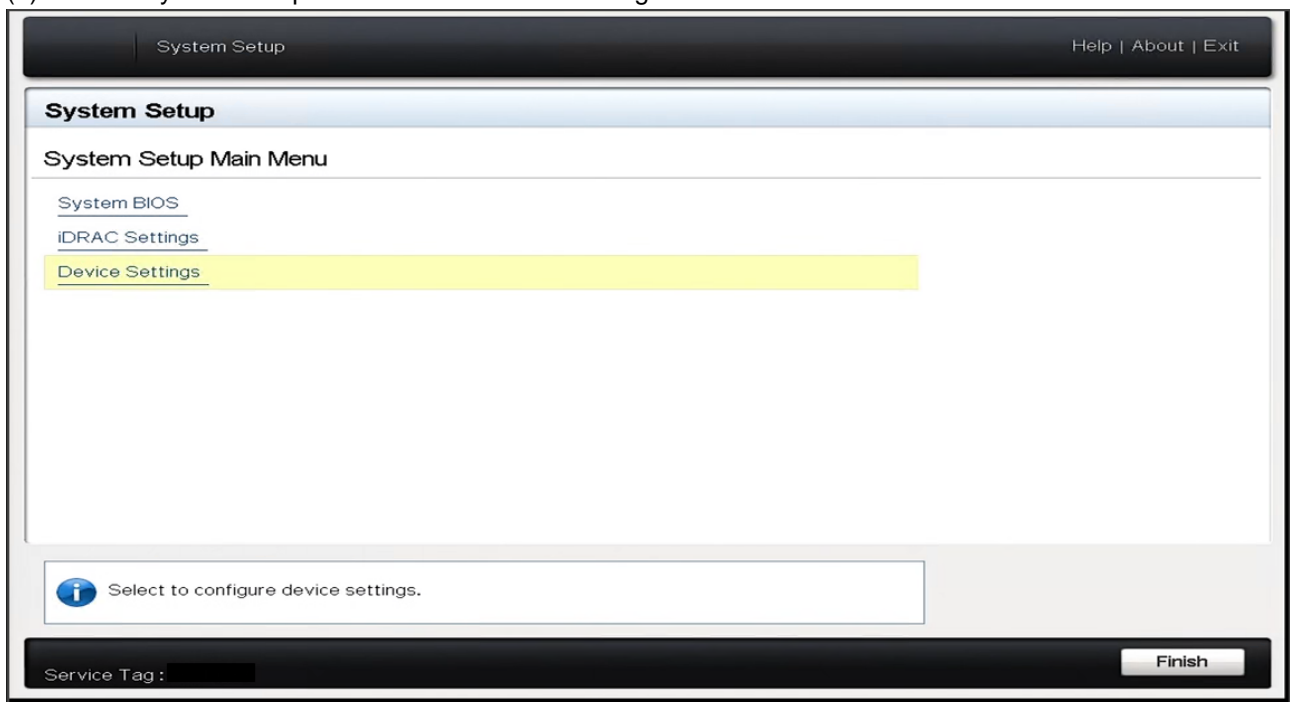 System Setup
Help | About | Exit
System Setup
System Setup Main Menu
System BIOS
iDRAC Settings
Device Settings
Select to configure device settings.
Service Tag :
Finish